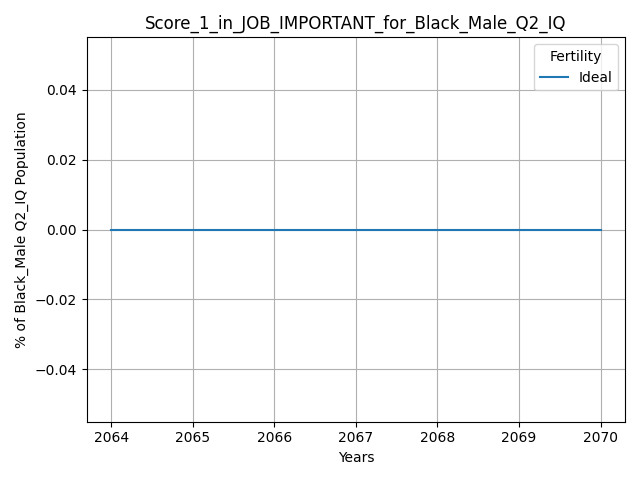 Score_1_in_JOB_IMPORTANT_for_Black_Male_Q2_IQ
Fertility
Ideal
% of Black_Male Q2_IQ Population
0.04
0.02
0.00
−0.02
−0.04
2064 2065 2066 2067 2068 2069 2070
Years